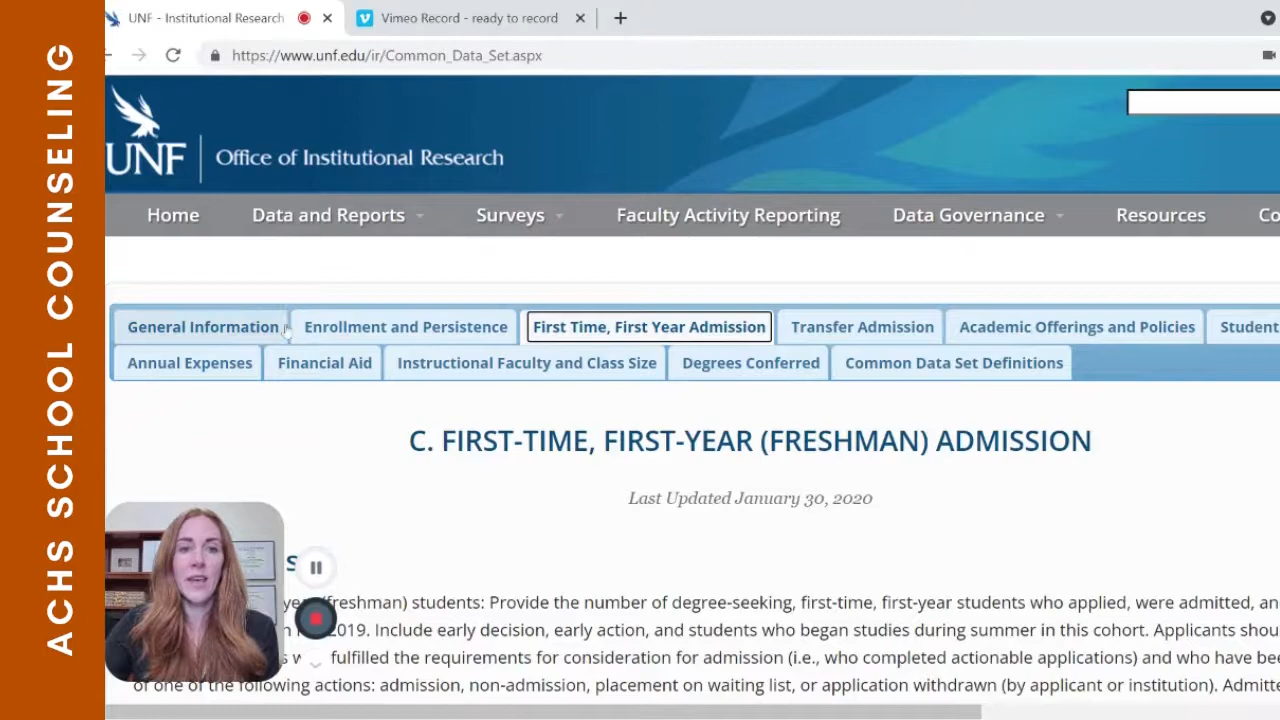 ACHS SCHOOL COUNSELING
UNF - Institutional Research
Vimeo Record - ready to record
https://www.unf.edu/ir/Common_Data_Set.aspx
UNF
Office of Institutional Research
Home
Data and Reports
Surveys
Faculty Activity Reporting
Data Governance
Resources
Co
General Information
Enrollment and Persistence
First Time, First Year Admission
Transfer Admission
Academic Offerings and Policies
Student
Annual Expenses
Financial Aid
Instructional Faculty and Class Size
Degrees Conferred
Common Data Set Definitions
C. FIRST-TIME, FIRST-YEAR (FRESHMAN) ADMISSION
Last Updated January 30, 2020
(freshman) students: Provide the number of degree-seeking, first-time, first-year students who applied, were admitted, an
2019. Include early decision, early action, and students who began studies during summer in this cohort. Applicants shou
fulfilled the requirements for consideration for admission (i.e., who completed actionable applications) and who have bee
of one of the following actions: admission, non-admission, placement on waiting list, or application withdrawn (by applicant or institution). Admitte